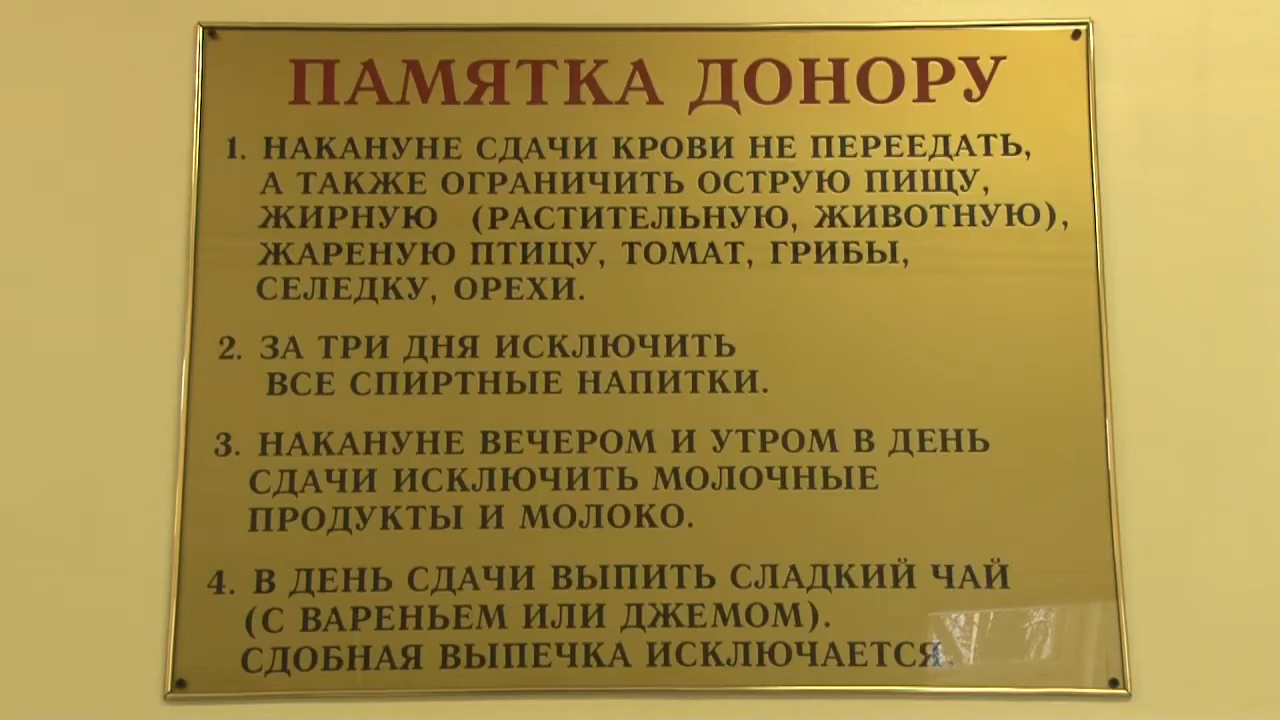 ПАМЯТКА ДОНОРУ
1. НАКАНУНЕ СДАЧИ КРОВИ НЕ ПЕРЕЕДАТЬ,
А ТАКЖЕ ОГРАНИЧИТЬ ОСТРУЮ ПИЩУ,
ЖИРНУЮ (РАСТИТЕЛЬНУЮ, ЖИВОТНУЮ),
ЖАРЕНУЮ ПТИЦУ, ТОМАТ, ГРИБЫ,
СЕЛЕДКУ, ОРЕХИ.
2. ЗА ТРИ ДНЯ ИСКЛЮЧИТЬ
ВСЕ СПИРТНЫЕ НАПИТКИ.
3. НАКАНУНЕ ВЕЧЕРОМ И УТРОМ В ДЕНЬ
СДАЧИ ИСКЛЮЧИТЬ МОЛОЧНЫЕ
ПРОДУКТЫ И МОЛОКО.
4. В ДЕНЬ СДАЧИ ВЫПИТЬ СЛАДКИЙ ЧАЙ
(С ВАРЕНЬЕМ ИЛИ ДЖЕМОМ).
СДОБНАЯ ВЫПЕЧКА ИСКЛЮЧАЕТСЯ.